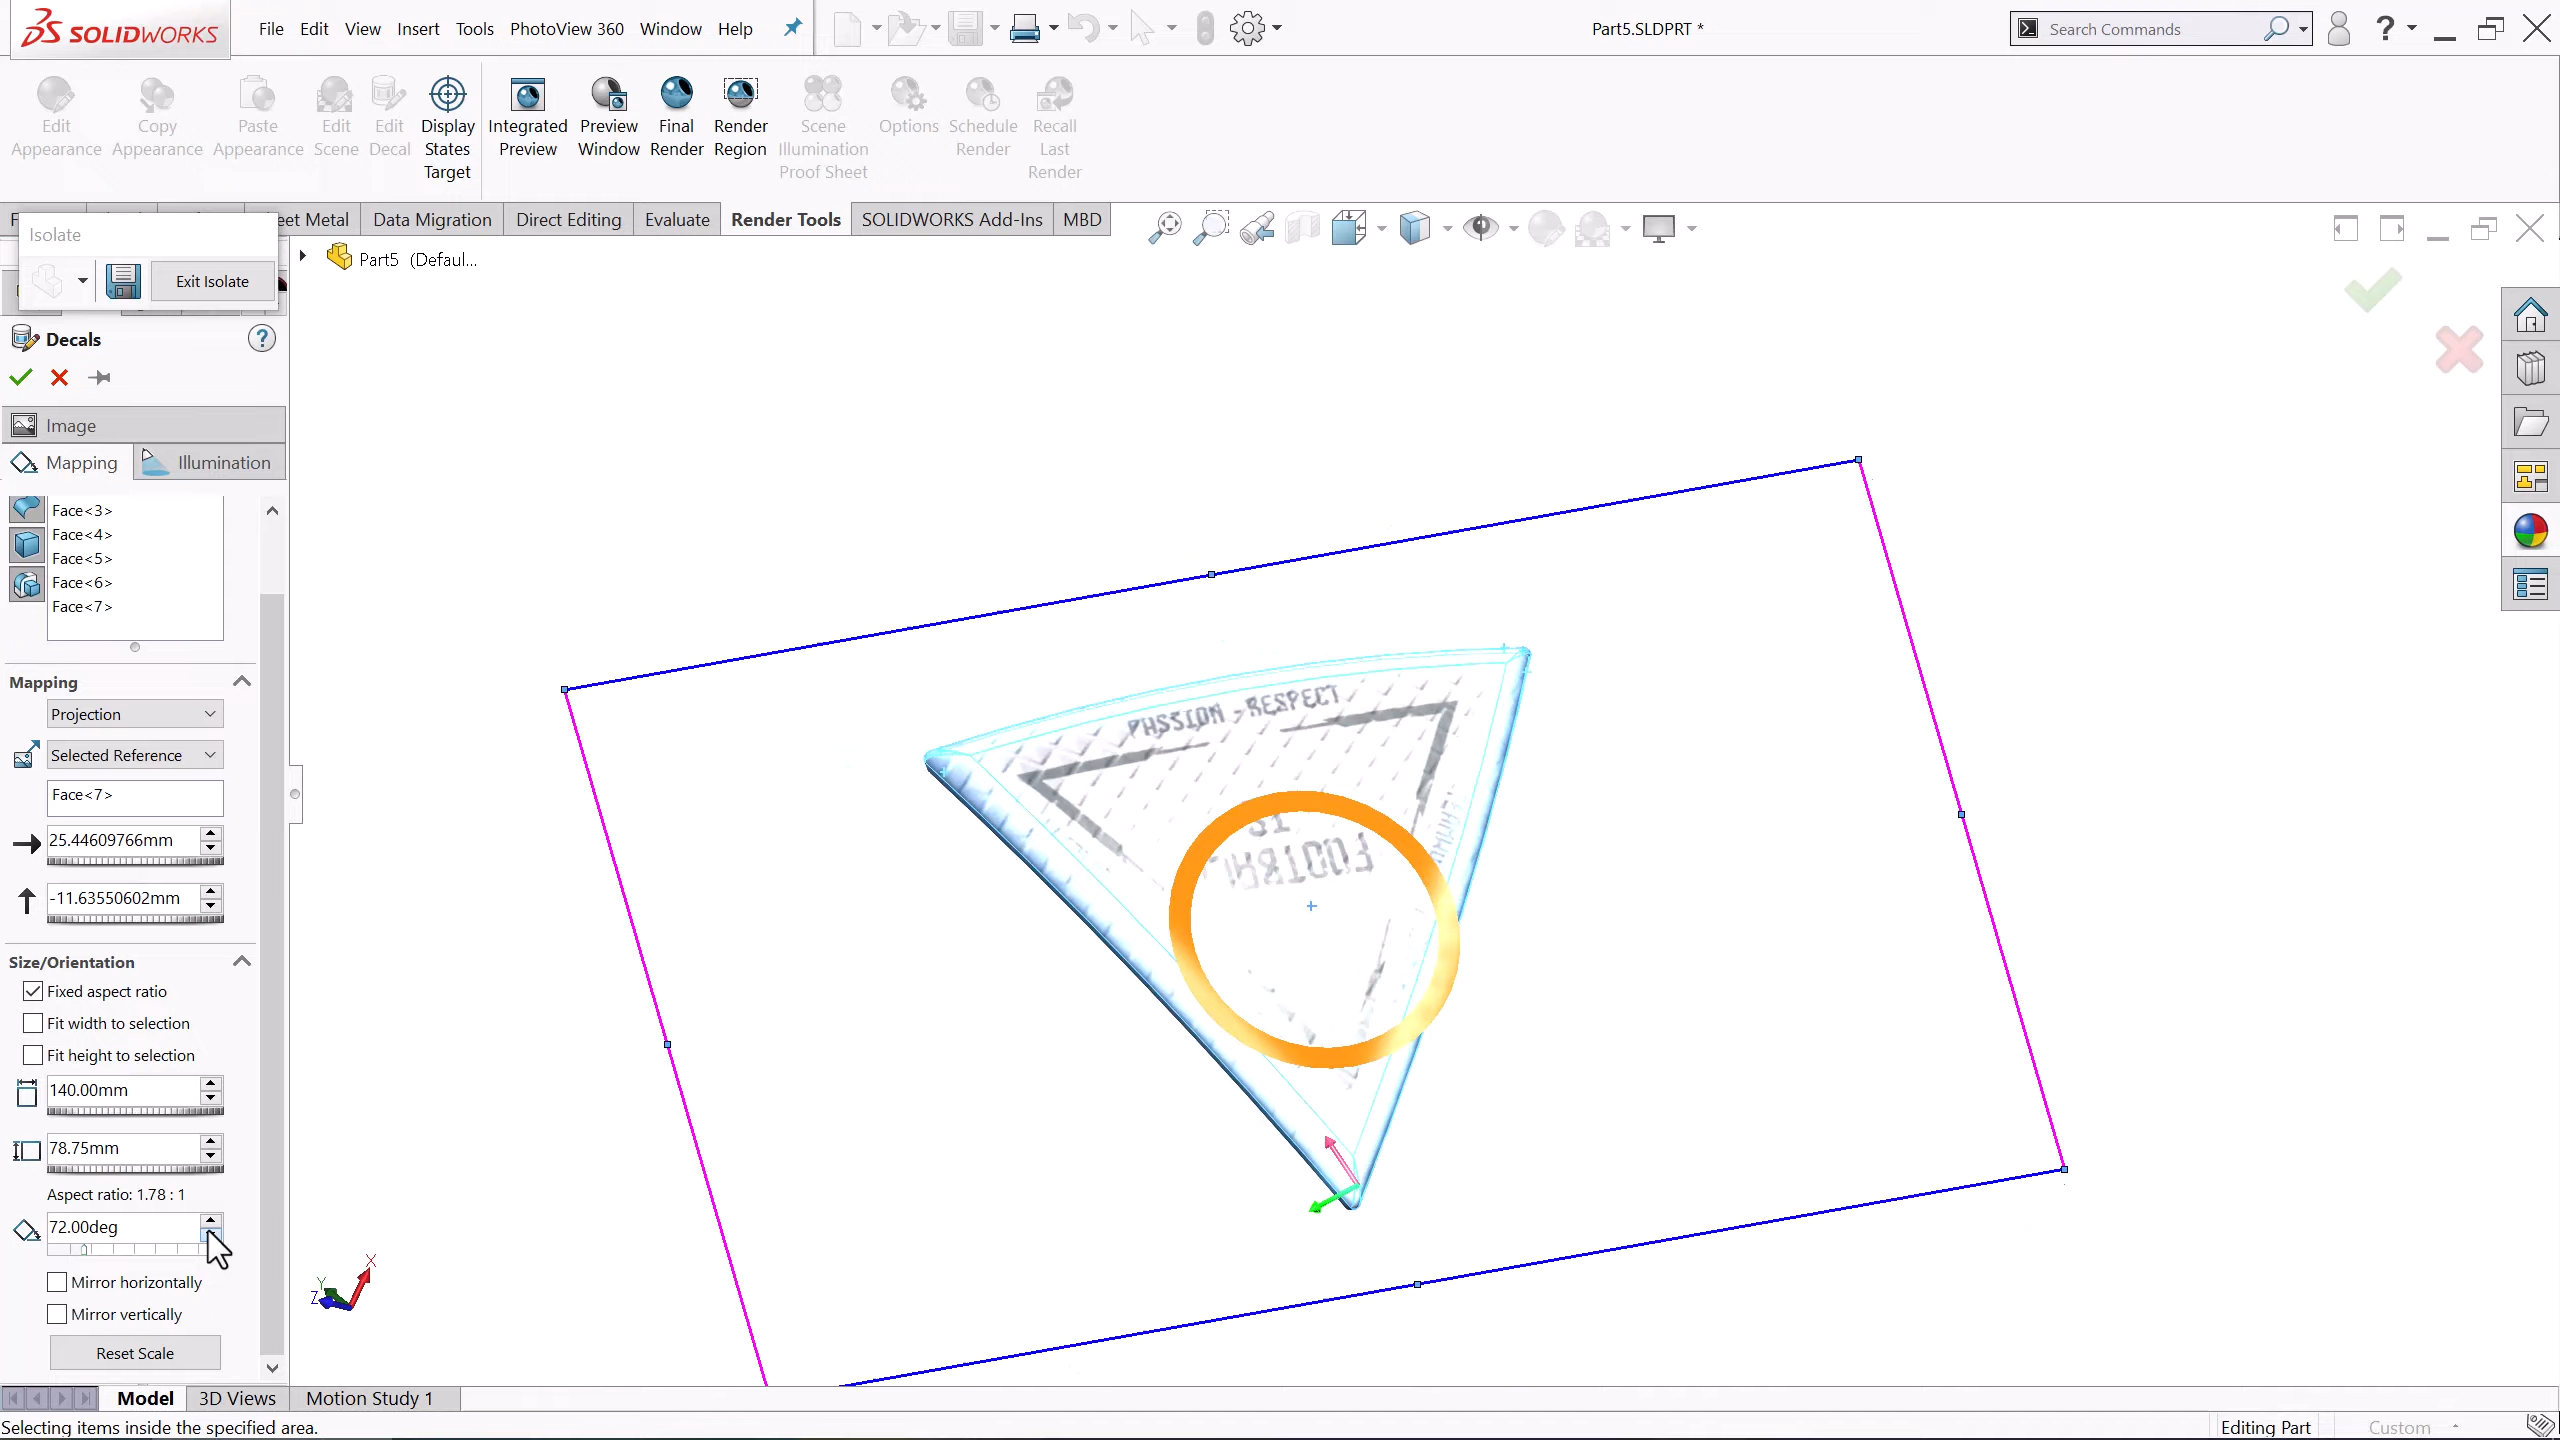 SOLIDWORKS
File Edit View Insert Tools PhotoView 360 Window Help
Part5.SLDPRT *
Search Commands
Edit Appearance
Copy Appearance
Paste Appearance
Edit Scene
Edit Decal
Display States Target
Integrated Preview
Preview Window
Final Render
Render Region
Scene Illumination Proof Sheet
Options
Schedule Render
Recall Last Render
eet Metal Data Migration Direct Editing Evaluate Render Tools SOLIDWORKS Add-Ins MBD
Isolate
Exit Isolate
Part5 (Defaul...
Decals
Image
Mapping Illumination
Face<3>
Face<4>
Face<5>
Face<6>
Face<7>
Mapping
Projection
Selected Reference
Face<7>
25.44609766mm
-11.63550602mm
Size/Orientation
Fixed aspect ratio
Fit width to selection
Fit height to selection
140.00mm
78.75mm
Aspect ratio: 1.78 : 1
72.00deg
Mirror horizontally
Mirror vertically
Reset Scale
PASSION - RESPECT
X
Y
Z
Model 3D Views Motion Study 1
Selecting items inside the specified area.
Editing Part
Custom